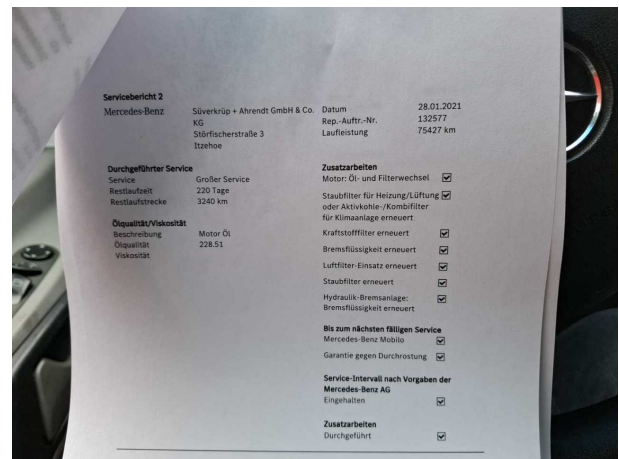 Servicebericht 2
Mercedes-Benz
Süverkrüp + Ahrendt GmbH & Co.
KG
Störfischerstraße 3
Itzehoe
Datum 28.01.2021
Rep.-Auftr.-Nr. 132577
Laufleistung 75427 km
Durchgeführter Service
Service Großer Service
Restlaufzeit 220 Tage
Restlaufstrecke 3240 km
Ölqualität/Viskosität
Beschreibung Motor Öl
Ölqualität 228.51
Viskosität
Zusatzarbeiten
Motor: Öl- und Filterwechsel
Staubfilter für Heizung/Lüftung
oder Aktivkohle-/Kombifilter
für Klimaanlage erneuert
Kraftstofffilter erneuert
Bremsflüssigkeit erneuert
Luftfilter-Einsatz erneuert
Staubfilter erneuert
Hydraulik-Bremsanlage:
Bremsflüssigkeit erneuert
Bis zum nächsten fälligen Service
Mercedes-Benz Mobilo
Garantie gegen Durchrostung
Service-Intervall nach Vorgaben der
Mercedes-Benz AG
Eingehalten
Zusatzarbeiten
Durchgeführt